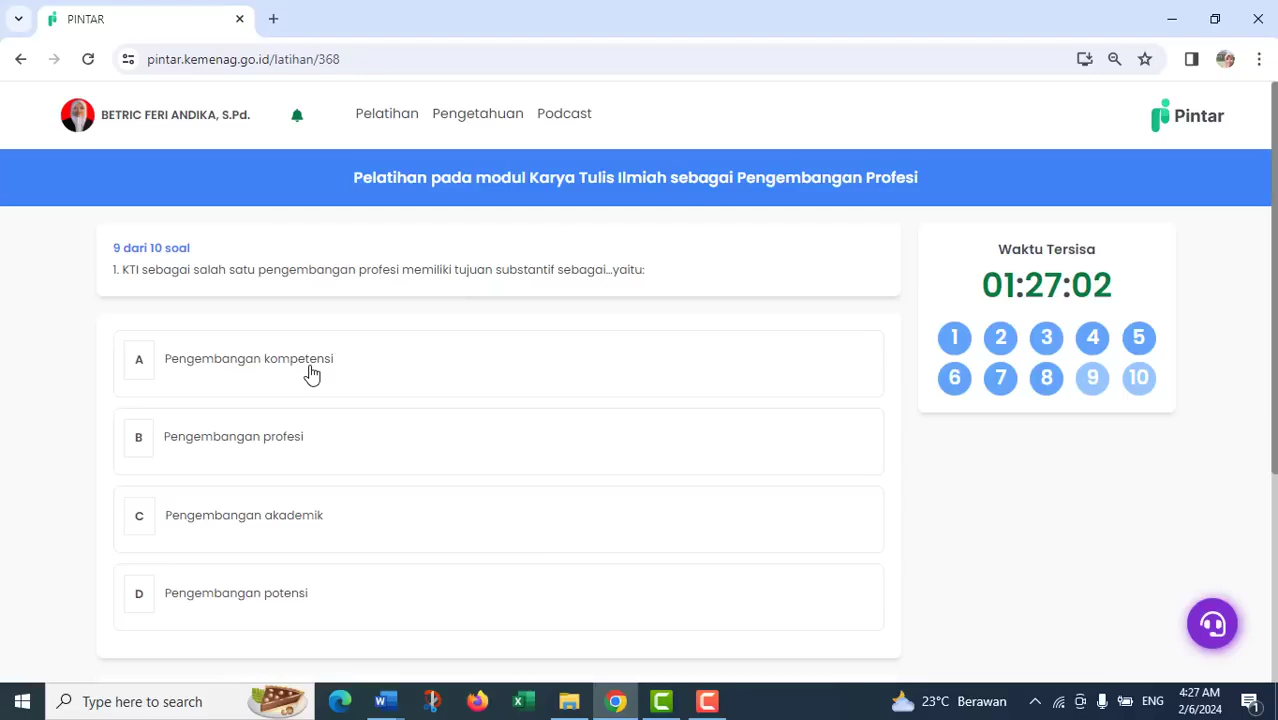 PINTAR
pintar.kemenag.go.id/latihan/368
BETRIC FERI ANDIKA, S.Pd.
Pelatihan
Pengetahuan
Podcast
Pintar
Pelatihan pada modul Karya Tulis Ilmiah sebagai Pengembangan Profesi
9 dari 10 soal
1. KTI sebagai salah satu pengembangan profesi memiliki tujuan substantif sebagai...yaitu:
A Pengembangan kompetensi
B Pengembangan profesi
C Pengembangan akademik
D Pengembangan potensi
Waktu Tersisa
01:27:02
1 2 3 4 5
6 7 8 9 10
Type here to search
23°C Berawan
ENG
4:27 AM
2/6/2024
1